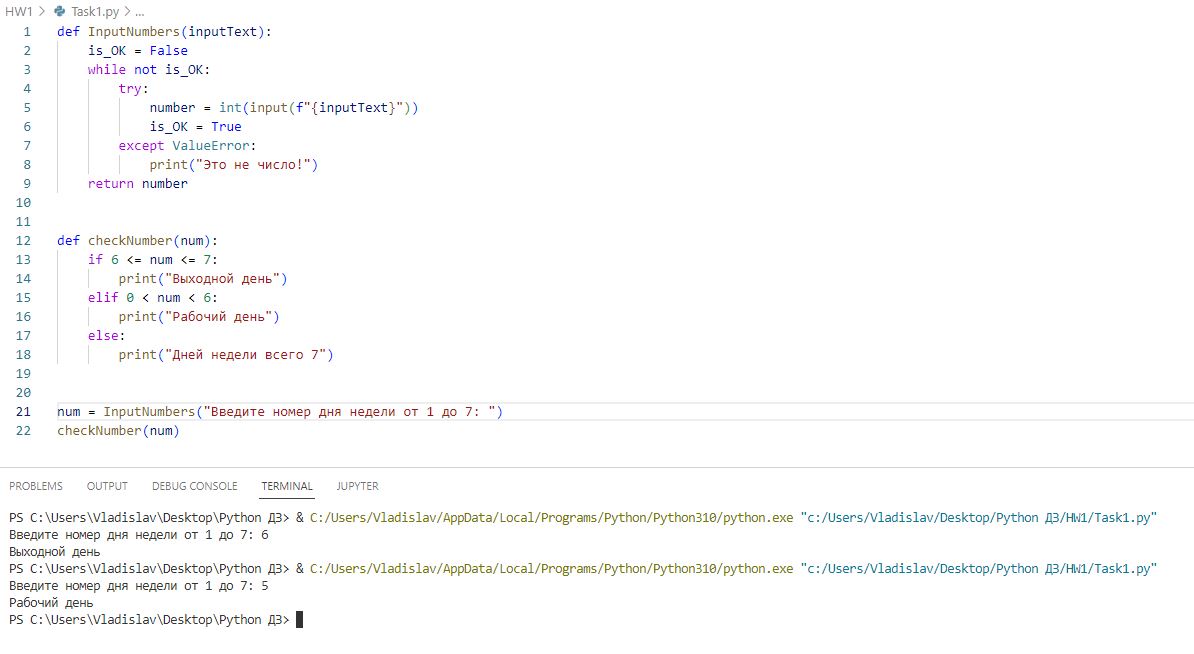 HW1 > Task1.py > ...
1 def InputNumbers(inputText):
2     is_OK = False
3     while not is_OK:
4         try:
5             number = int(input(f"{inputText}"))
6             is_OK = True
7         except ValueError:
8             print("Это не число!")
9     return number
10
11
12 def checkNumber(num):
13     if 6 <= num <= 7:
14         print("Выходной день")
15     elif 0 < num < 6:
16         print("Рабочий день")
17     else:
18         print("Дней недели всего 7")
19
20
21 num = InputNumbers("Введите номер дня недели от 1 до 7: ")
22 checkNumber(num)
PROBLEMS OUTPUT DEBUG CONSOLE TERMINAL JUPYTER
PS C:\Users\Vladislav\Desktop\Python ДЗ> & C:/Users/Vladislav/AppData/Local/Programs/Python/Python310/python.exe "c:/Users/Vladislav/Desktop/Python ДЗ/HW1/Task1.py"
Введите номер дня недели от 1 до 7: 6
Выходной день
PS C:\Users\Vladislav\Desktop\Python ДЗ> & C:/Users/Vladislav/AppData/Local/Programs/Python/Python310/python.exe "c:/Users/Vladislav/Desktop/Python ДЗ/HW1/Task1.py"
Введите номер дня недели от 1 до 7: 5
Рабочий день
PS C:\Users\Vladislav\Desktop\Python ДЗ>